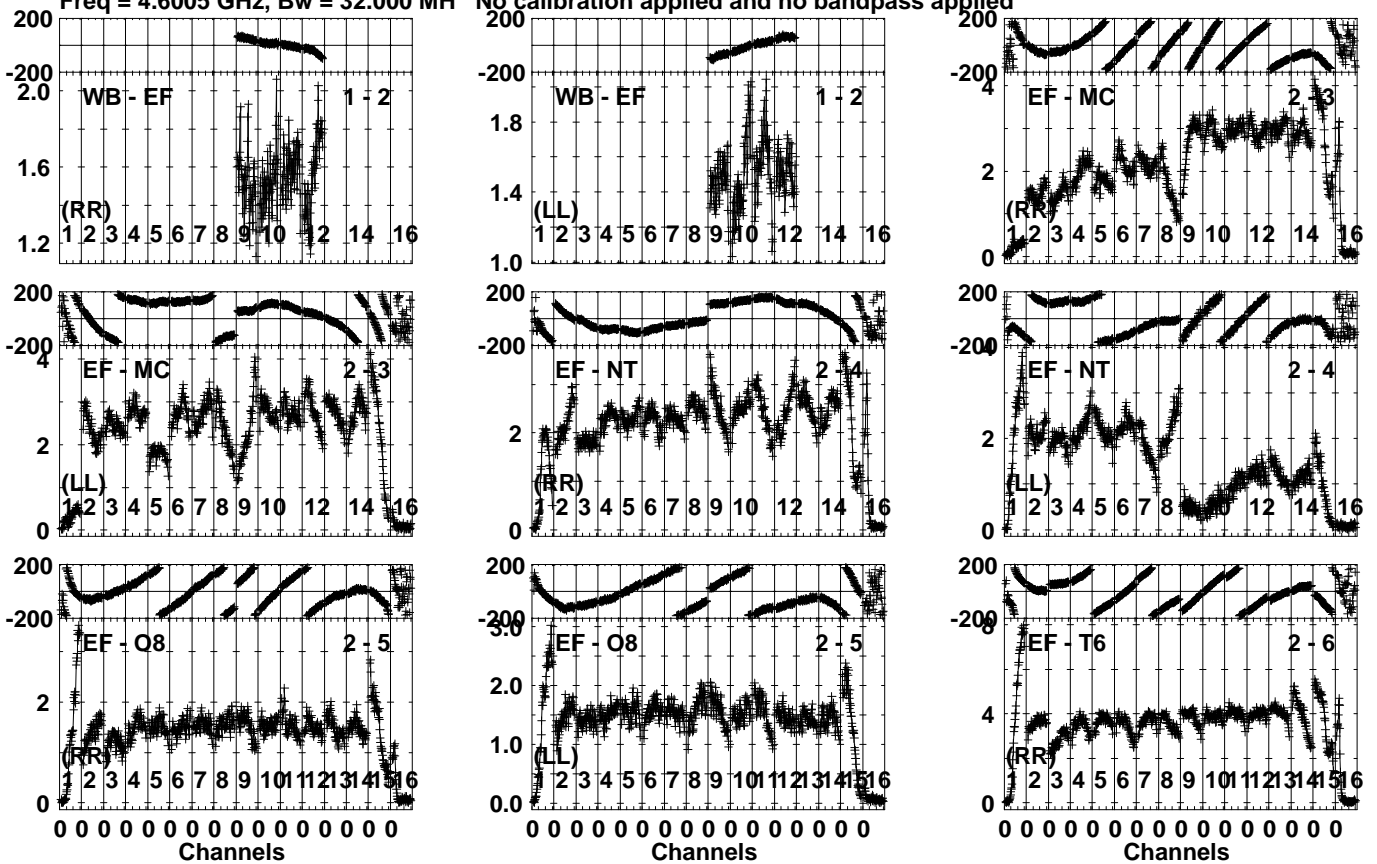 Freq = 4.6005 GHz, Bw = 32.000 MH No calibration applied and no bandpass applied
200
-200
2.0
1.6
1.2
WB - EF 1 - 2
(RR)
1 2 3 4 5 6 7 8 9 10 12 14 16
200
-200
1.8
1.4
1.0
WB - EF 1 - 2
(LL)
1 2 3 4 5 6 7 8 9 10 12 14 16
200
-200
4
2
0
EF - MC 2 - 3
(RR)
1 2 3 4 5 6 7 8 9 10 12 14 16
200
-200
4
2
0
EF - MC 2 - 3
(LL)
1 2 3 4 5 6 7 8 9 10 12 14 16
200
-200
2
0
EF - NT 2 - 4
(RR)
1 2 3 4 5 6 7 8 9 10 12 14 16
200
-200
4
2
0
EF - NT 2 - 4
(LL)
1 2 3 4 5 6 7 8 9 10 12 14 16
200
-200
2
0
EF - O8 2 - 5
(RR)
1 2 3 4 5 6 7 8 9 10 11 12 13 14 15 16
200
-200
3.0
2.0
1.0
0.0
EF - O8 2 - 5
(LL)
1 2 3 4 5 6 7 8 9 10 11 12 13 14 15 16
200
-200
8
4
0
EF - T6 2 - 6
(RR)
1 2 3 4 5 6 7 8 9 10 11 12 13 14 15 16
0 0 0 0 0 0 0 0 0 0 0 0 0 0 0 0
Channels
0 0 0 0 0 0 0 0 0 0 0 0 0 0 0 0
Channels
0 0 0 0 0 0 0 0 0 0 0 0 0 0 0 0
Channels